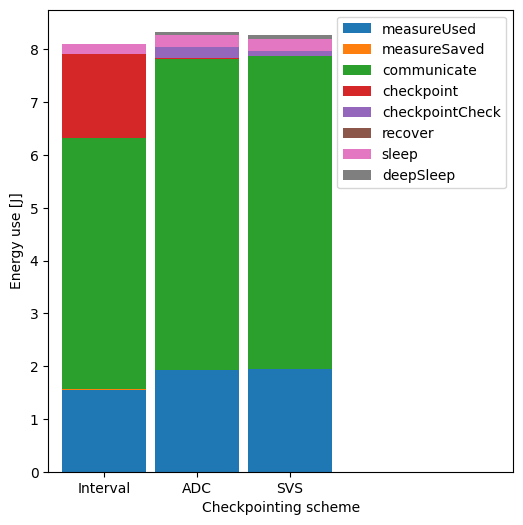 measureUsed
measureSaved
communicate
checkpoint
checkpointCheck
recover
sleep
deepSleep
Energy use [J]
8
7
6
5
4
3
2
1
0
Interval ADC SVS
Checkpointing scheme